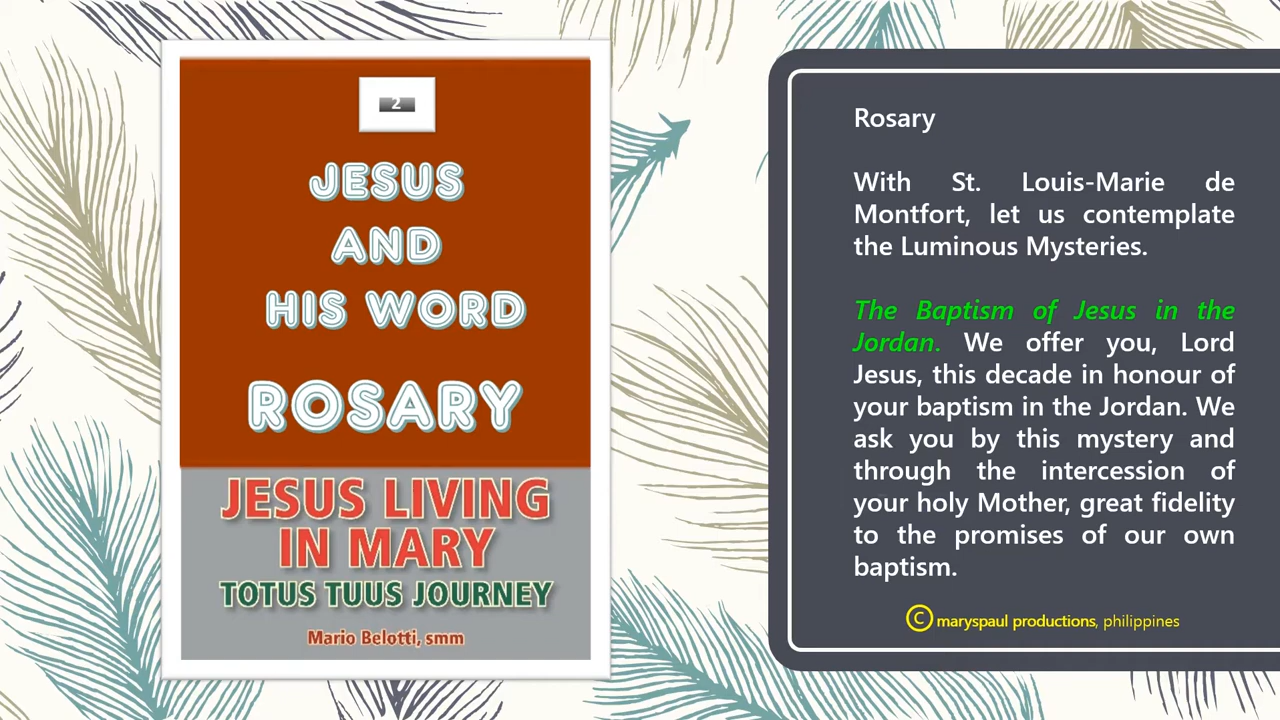 2
JESUS
AND
HIS WORD
ROSARY
JESUS LIVING
IN MARY
TOTUS TUUS JOURNEY
Mario Belotti, smm
Rosary
With St. Louis-Marie de
Montfort, let us contemplate
the Luminous Mysteries.
The Baptism of Jesus in the
Jordan. We offer you, Lord
Jesus, this decade in honour of
your baptism in the Jordan. We
ask you by this mystery and
through the intercession of
your holy Mother, great fidelity
to the promises of our own
baptism.
© maryspaul productions, philippines